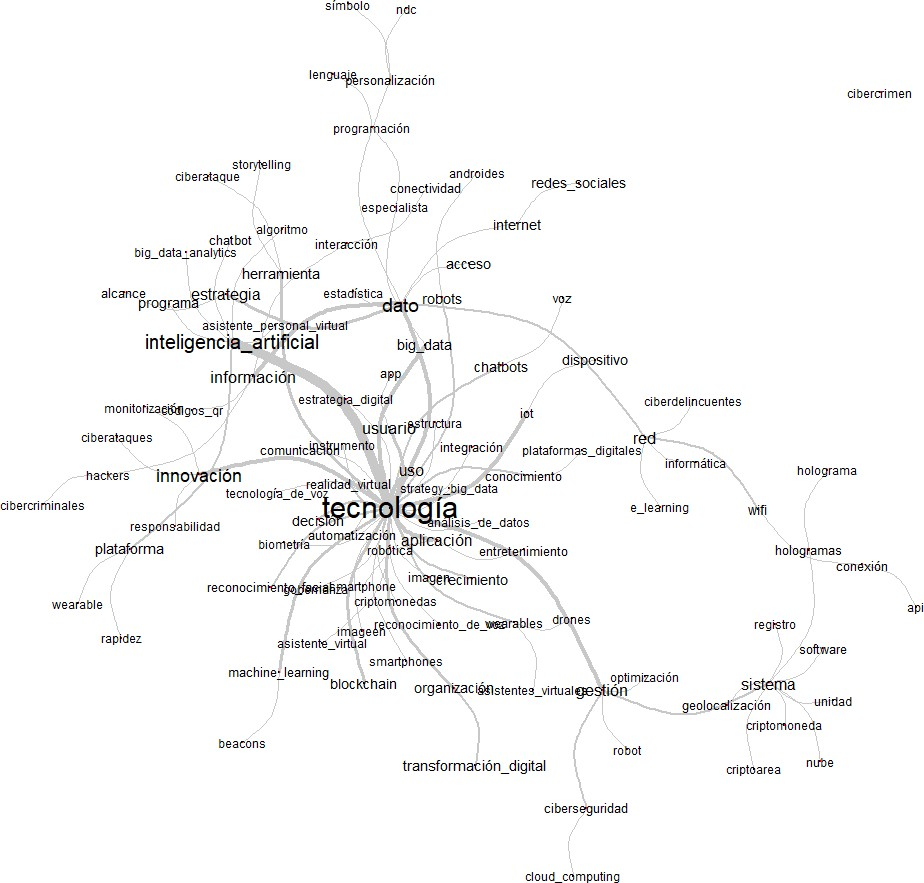 símbolo
ndc
lenguaje
personalización
cibercrimen
programación
storytelling
ciberataque
androides
conectividad
redes_sociales
especialista
internet
algoritmo
chatbot
interacción
big_data-analytics
acceso
herramienta
alcance
estrategia
estadística
robots
voz
programa
dato
asistente_personal_virtual
inteligencia_artificial
big_data
dispositivo
chatbots
información
app
estrategia_digital
ciberdelincuentes
monitorización
códigos_qr
iot
estructura
usuario
ciberataques
red
instrumento
integración
comunicación
plataformas_digitales
informática
hackers
innovación
uso
conocimiento
holograma
realidad_virtual
strategy_big_data
tecnología_de_voz
cibercriminales
tecnología
e_learning
wifi
decisión
análisis_de_datos
responsabilidad
automatización
aplicación
biometría
plataforma
robótica
entretenimiento
hologramas
conexión
imagen
crecimiento
reconocimiento_facial
gobernanza
smartphone
wearable
criptomonedas
api
drones
reconocimiento_de_voz
wearables
registro
rapidez
imageen
asistente_virtual
software
smartphones
machine_learning
optimización
blockchain
organización
asistentes_virtuales
gestión
sistema
geolocalización
unidad
criptomoneda
beacons
robot
transformación_digital
criptoarea
nube
ciberseguridad
cloud_computing